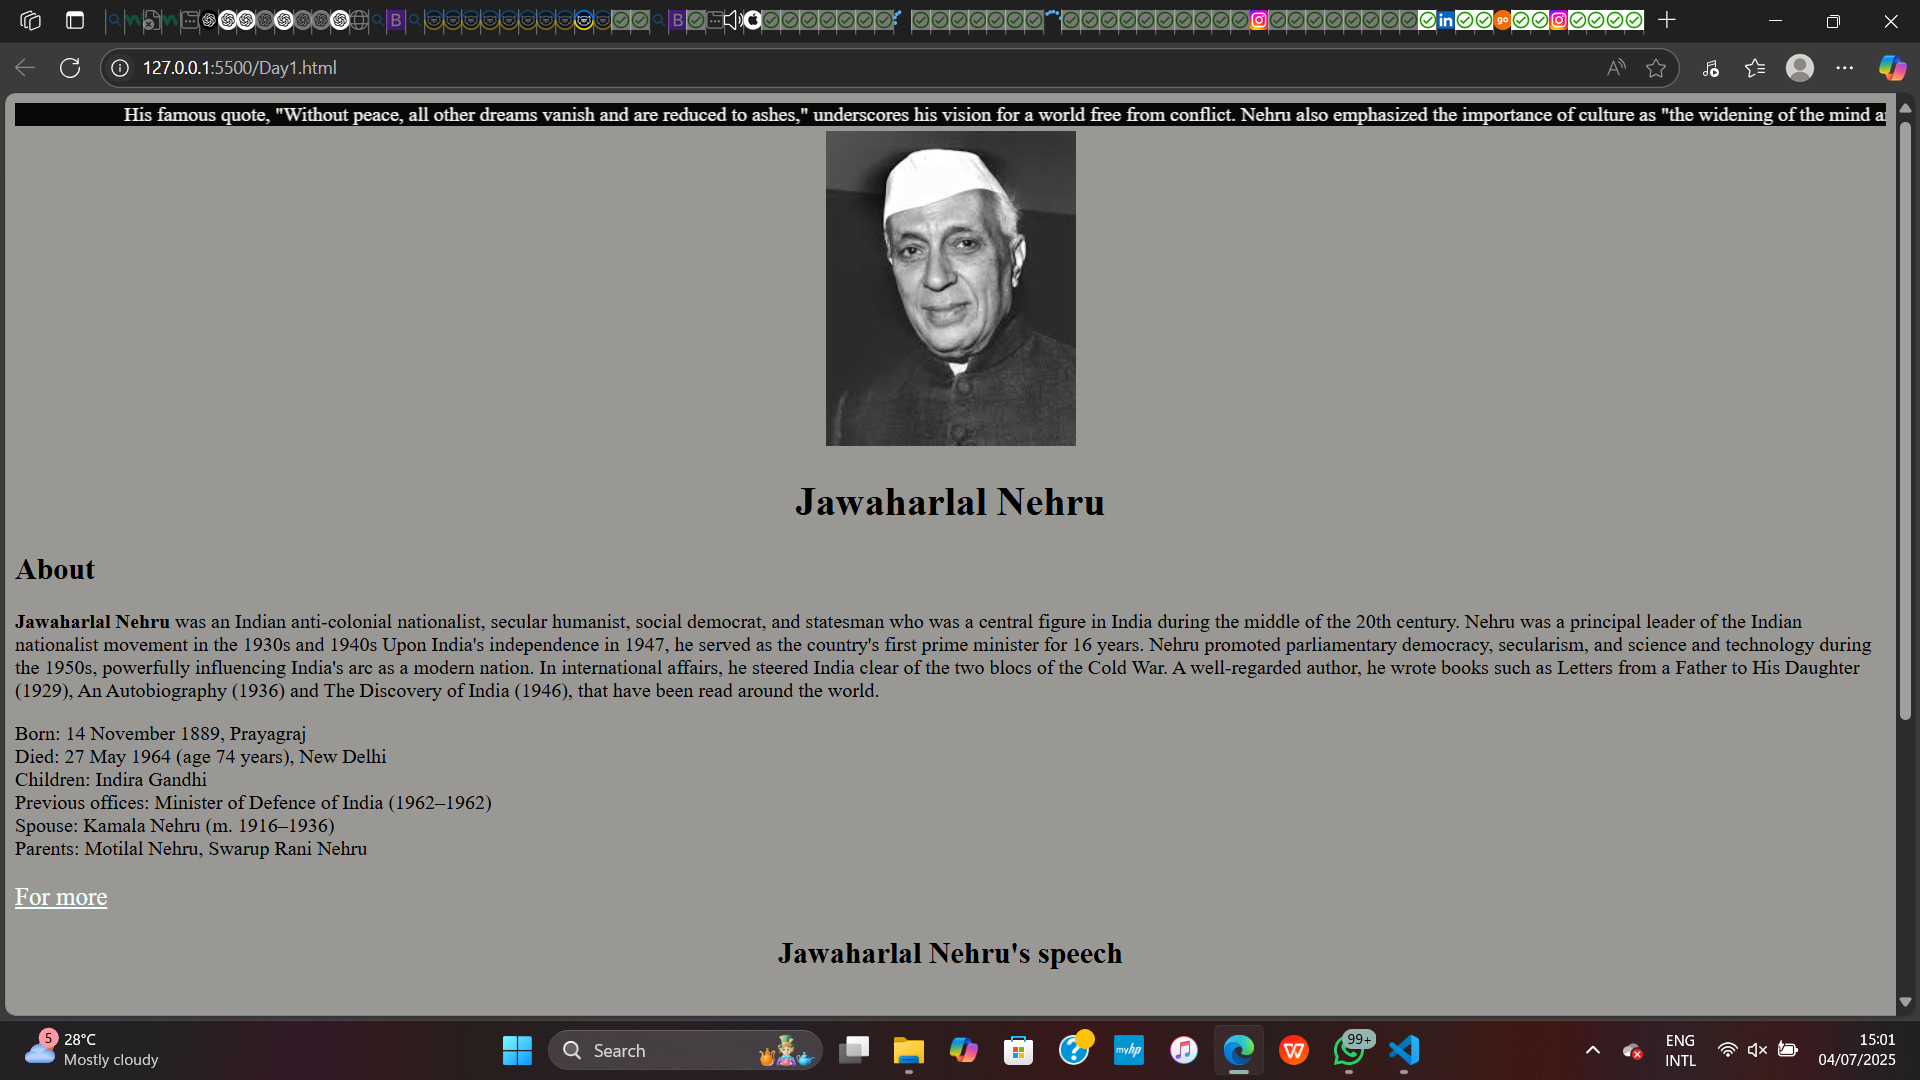 127.0.0.1:5500/Day1.html
His famous quote, "Without peace, all other dreams vanish and are reduced to ashes," underscores his vision for a world free from conflict. Nehru also emphasized the importance of culture as "the widening of the mind
Jawaharlal Nehru
About
Jawaharlal Nehru was an Indian anti-colonial nationalist, secular humanist, social democrat, and statesman who was a central figure in India during the middle of the 20th century. Nehru was a principal leader of the Indian
nationalist movement in the 1930s and 1940s Upon India's independence in 1947, he served as the country's first prime minister for 16 years. Nehru promoted parliamentary democracy, secularism, and science and technology during
the 1950s, powerfully influencing India's arc as a modern nation. In international affairs, he steered India clear of the two blocs of the Cold War. A well-regarded author, he wrote books such as Letters from a Father to His Daughter
(1929), An Autobiography (1936) and The Discovery of India (1946), that have been read around the world.
Born: 14 November 1889, Prayagraj
Died: 27 May 1964 (age 74 years), New Delhi
Children: Indira Gandhi
Previous offices: Minister of Defence of India (1962–1962)
Spouse: Kamala Nehru (m. 1916–1936)
Parents: Motilal Nehru, Swarup Rani Nehru
For more
Jawaharlal Nehru's speech
5
28°C
Mostly cloudy
Search
myhp
99+
ENG
INTL
15:01
04/07/2025